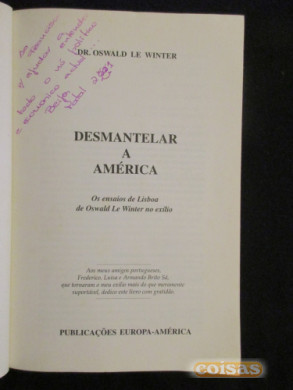 DR. OSWALD LE WINTER
DESMANTELAR
A
AMÉRICA
Os ensaios de Lisboa
de Oswald Le Winter no exílio
Aos meus amigos portugueses,
Frederico, Luisa e Armanda Brito Sá,
que tornaram o meu exílio mais do que meramente
suportável, dedico este livro com gratidão.
PUBLICAÇÕES EUROPA-AMÉRICA
coisas